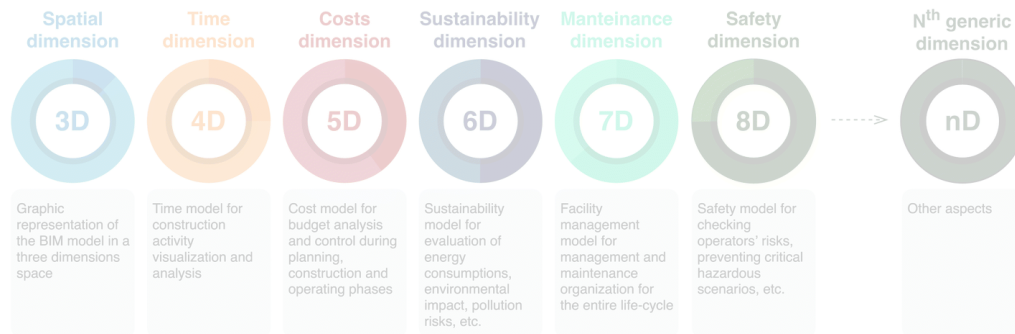 Spatial
dimension
3D
Graphic
representation of
the BIM model in a
three dimensions
space
Time
dimension
4D
Time model for
construction
activity
visualization and
analysis
Costs
dimension
5D
Cost model for
budget analysis
and control during
planning,
construction and
operating phases
Sustainability
dimension
6D
Sustainability
model for
evaluation of
energy
consumptions,
environmental
impact, pollution
risks, etc.
Manteinance
dimension
7D
Facility
management
model for
management and
maintenance
organization for
the entire life-cycle
Safety
dimension
8D
Safety model for
checking
operators' risks,
preventing critical
hazardous
scenarios, etc.
Nth generic
dimension
nD
Other aspects